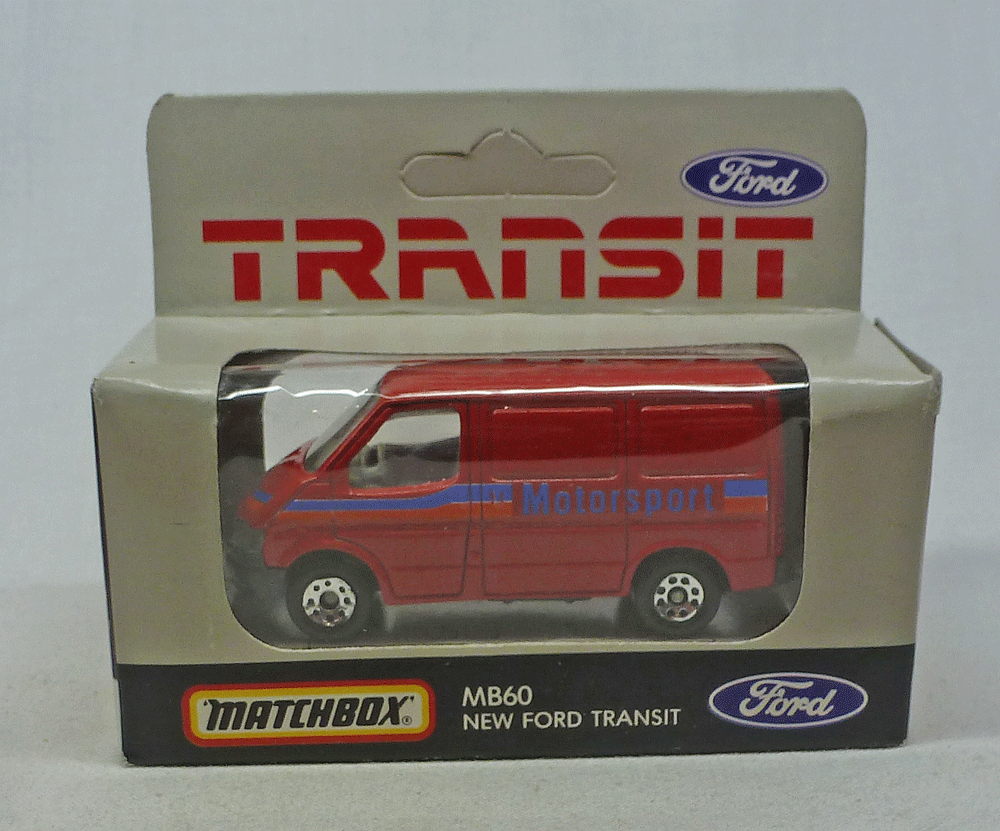 Ford
TRANSIT
Motorsport
'MATCHBOX'®
MB60
NEW FORD TRANSIT
Ford